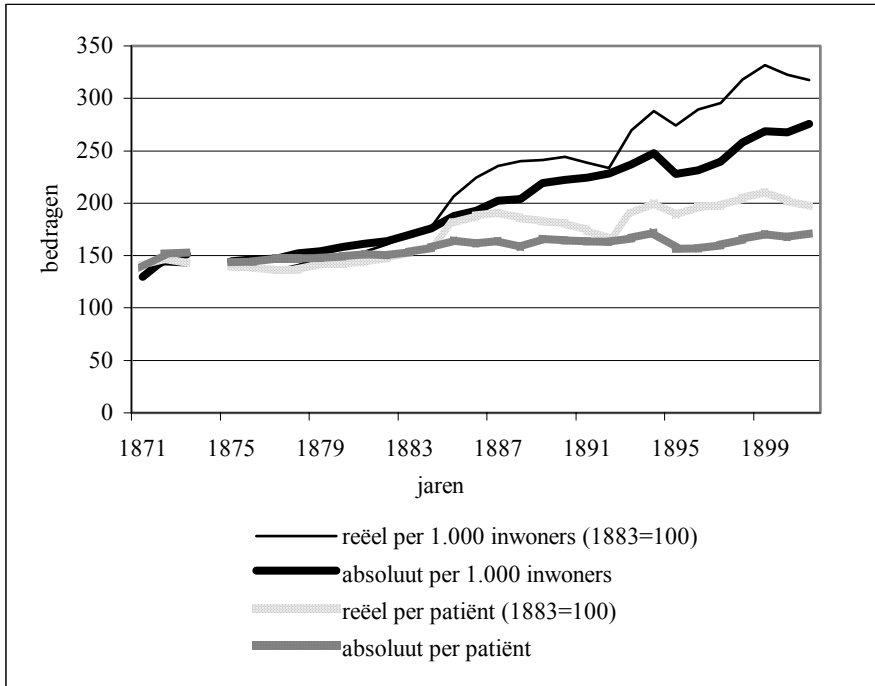 350
300
250
200
150
100
50
0
bedragen
1871 1875 1879 1883 1887 1891 1895 1899
jaren
reëel per 1.000 inwoners (1883=100)
absoluut per 1.000 inwoners
reëel per patiënt (1883=100)
absoluut per patiënt